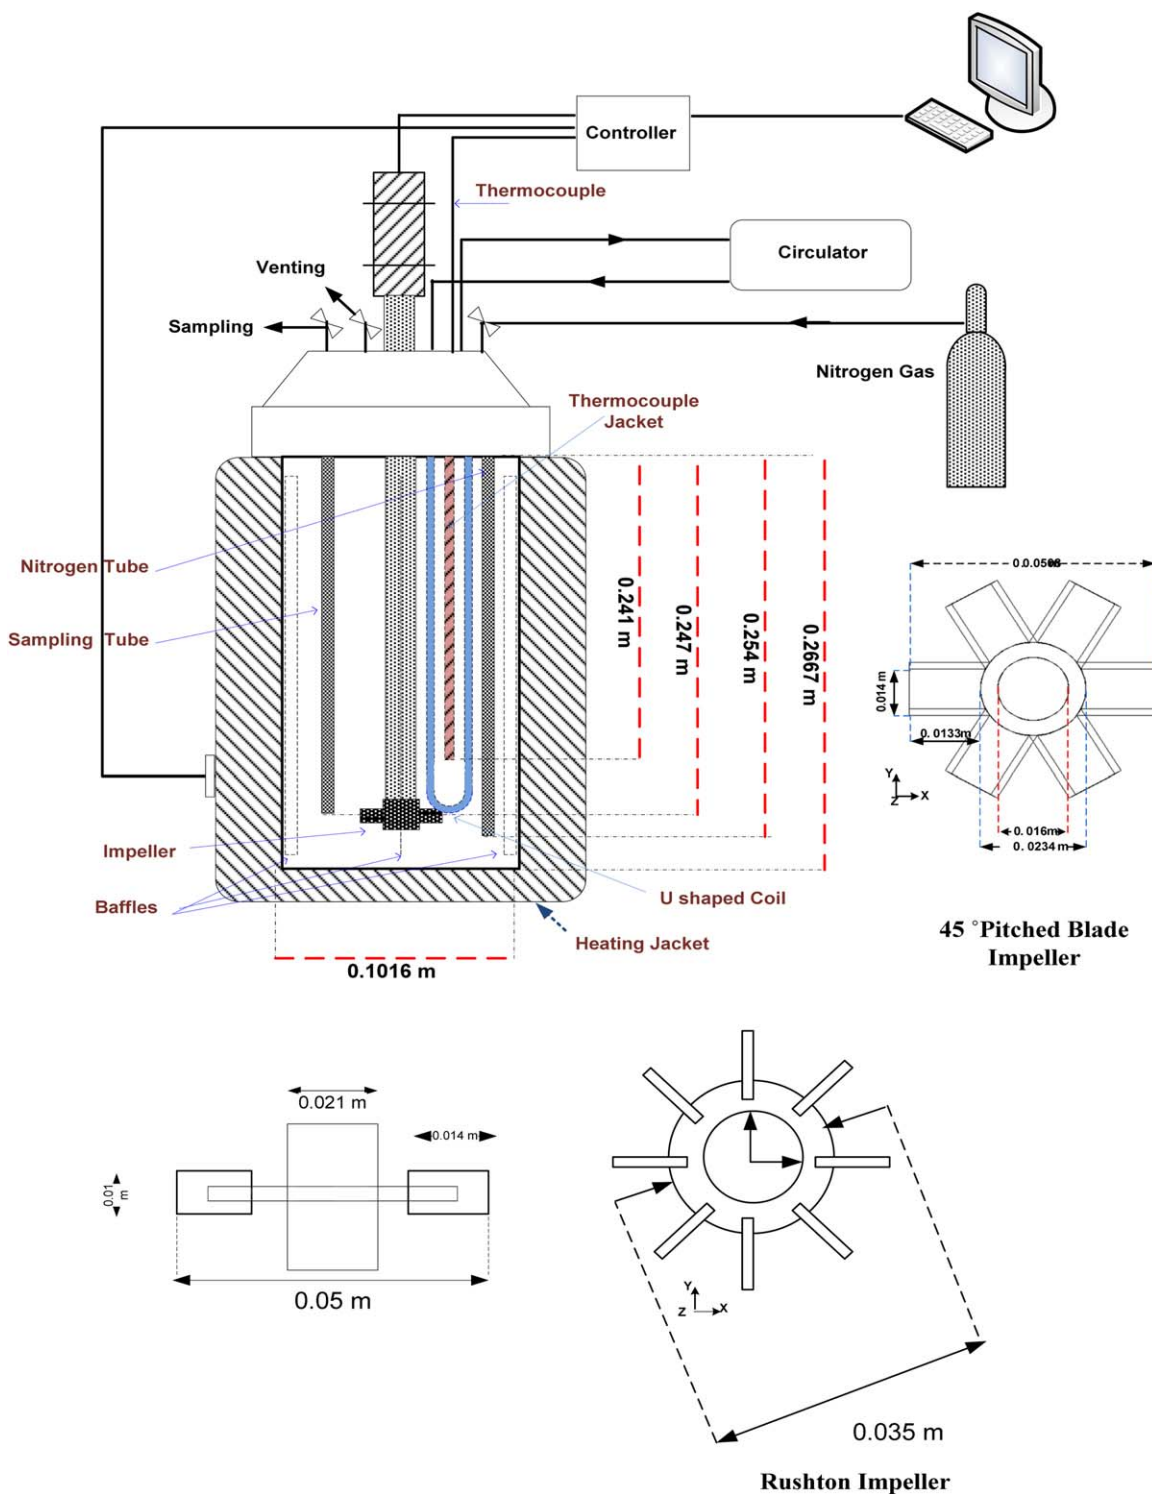 Controller
Thermocouple
Circulator
Venting
Sampling
Nitrogen Gas
Thermocouple
Jacket
Nitrogen Tube
Sampling Tube
0.241 m
0.247 m
0.254 m
0.2667 m
0.014 m
0. 0133m
Y
Z
X
0. 016m
0. 0234 m
Impeller
Baffles
U shaped Coil
Heating Jacket
0.1016 m
45 °Pitched Blade
Impeller
0.021 m
0.014 m
0.01
m
0.05 m
Y
Z
X
0.035 m
Rushton Impeller